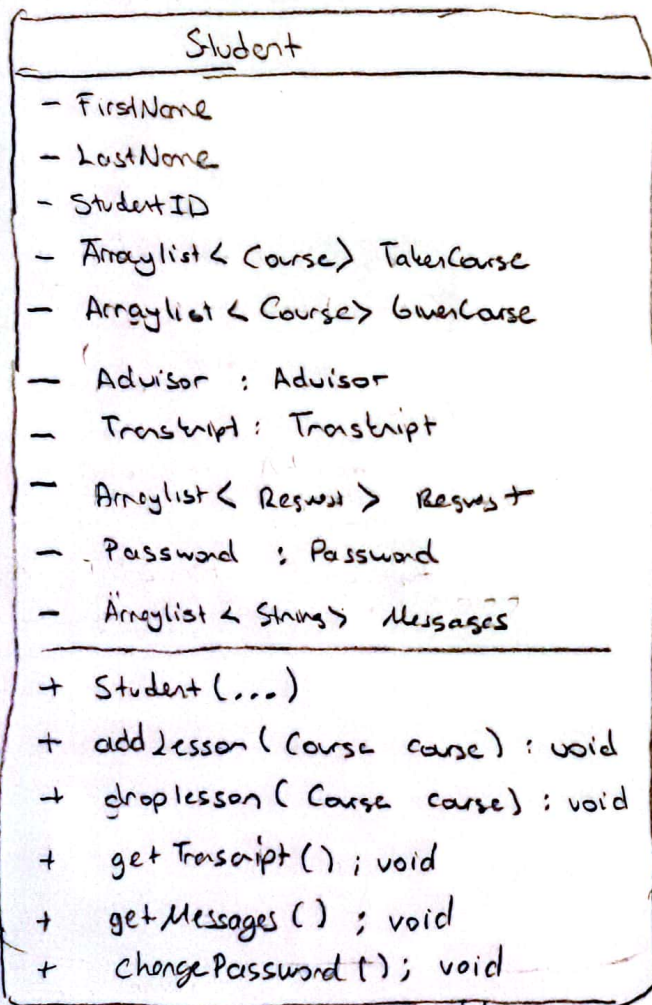 Student
- FirstName
- LastName
- StudentID
- Arraylist < Course > TakenCourse
- Arraylist < Course > GivenCourse
- Advisor : Advisor
- Transkript : Transkript
- Arraylist < Request > Request
- Password : Password
- Arraylist < String > Messages
+ Student (...)
+ addLesson ( Course course ) : void
+ droplesson ( Course course ) : void
+ get Trascript ( ) ; void
+ getMessages ( ) ; void
+ changePassword ( ) ; void